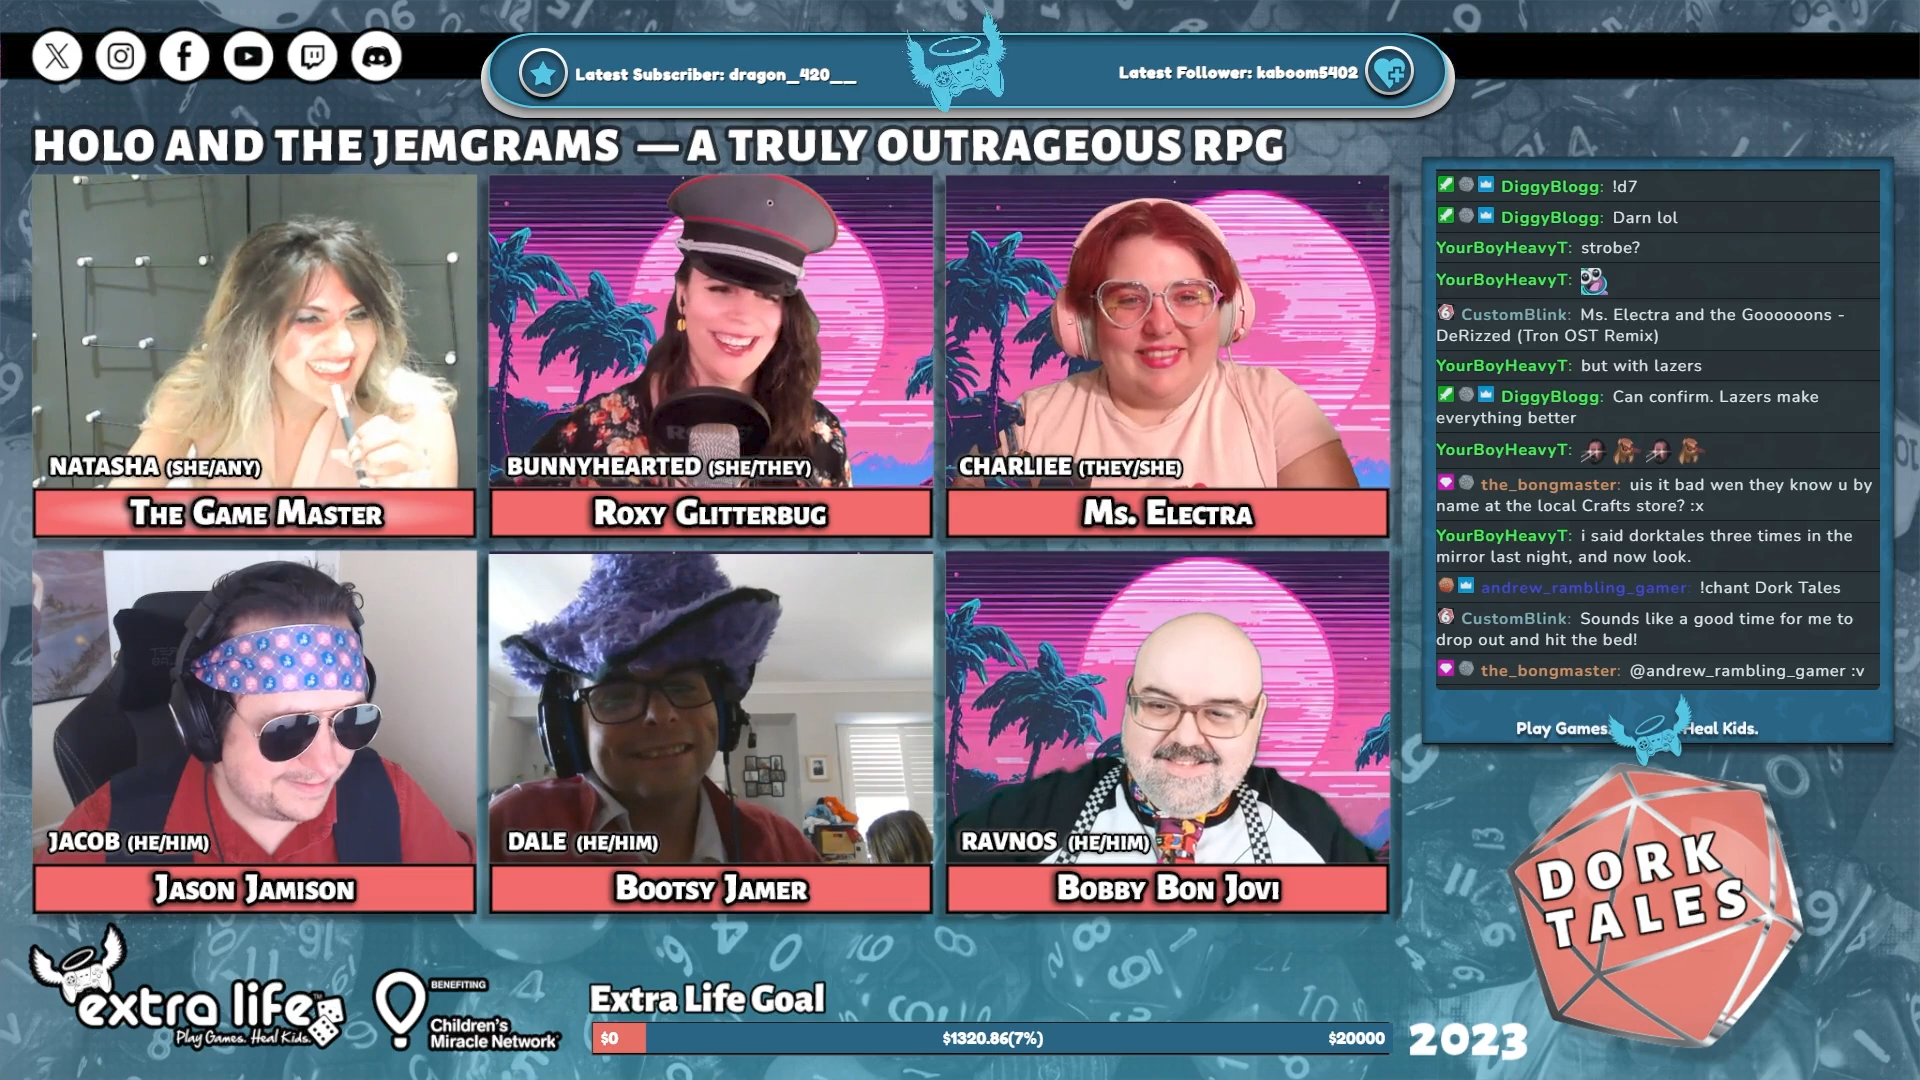 Latest Subscriber: dragon_420__
Latest Follower: kaboom5402
HOLO AND THE JEMGRAMS — A TRULY OUTRAGEOUS RPG
NATASHA (SHE/ANY)
THE GAME MASTER
BUNNYHEARTED (SHE/THEY)
ROXY GLITTERBUG
CHARLIEE (THEY/SHE)
MS. ELECTRA
JACOB (HE/HIM)
JASON JAMISON
DALE (HE/HIM)
BOOTSY JAMER
RAVNOS (HE/HIM)
BOBBY BON JOVI
DiggyBlogg: !d7
DiggyBlogg: Darn lol
YourBoyHeavyT: strobe?
YourBoyHeavyT:
CustomBlink: Ms. Electra and the Goooooons -
DeRizzed (Tron OST Remix)
YourBoyHeavyT: but with lazers
DiggyBlogg: Can confirm. Lazers make
everything better
YourBoyHeavyT:
the_bongmaster: uis it bad wen they know u by
name at the local Crafts store? :x
YourBoyHeavyT: i said dorktales three times in the
mirror last night, and now look.
andrew_rambling_gamer: !chant Dork Tales
CustomBlink: Sounds like a good time for me to
drop out and hit the bed!
the_bongmaster: @andrew_rambling_gamer :v
Play Games. Heal Kids.
DORK
TALES
extra life
Play Games. Heal Kids.
BENEFITING
Children's
Miracle Network
Extra Life Goal
$0 $1320.86(7%) $20000
2023